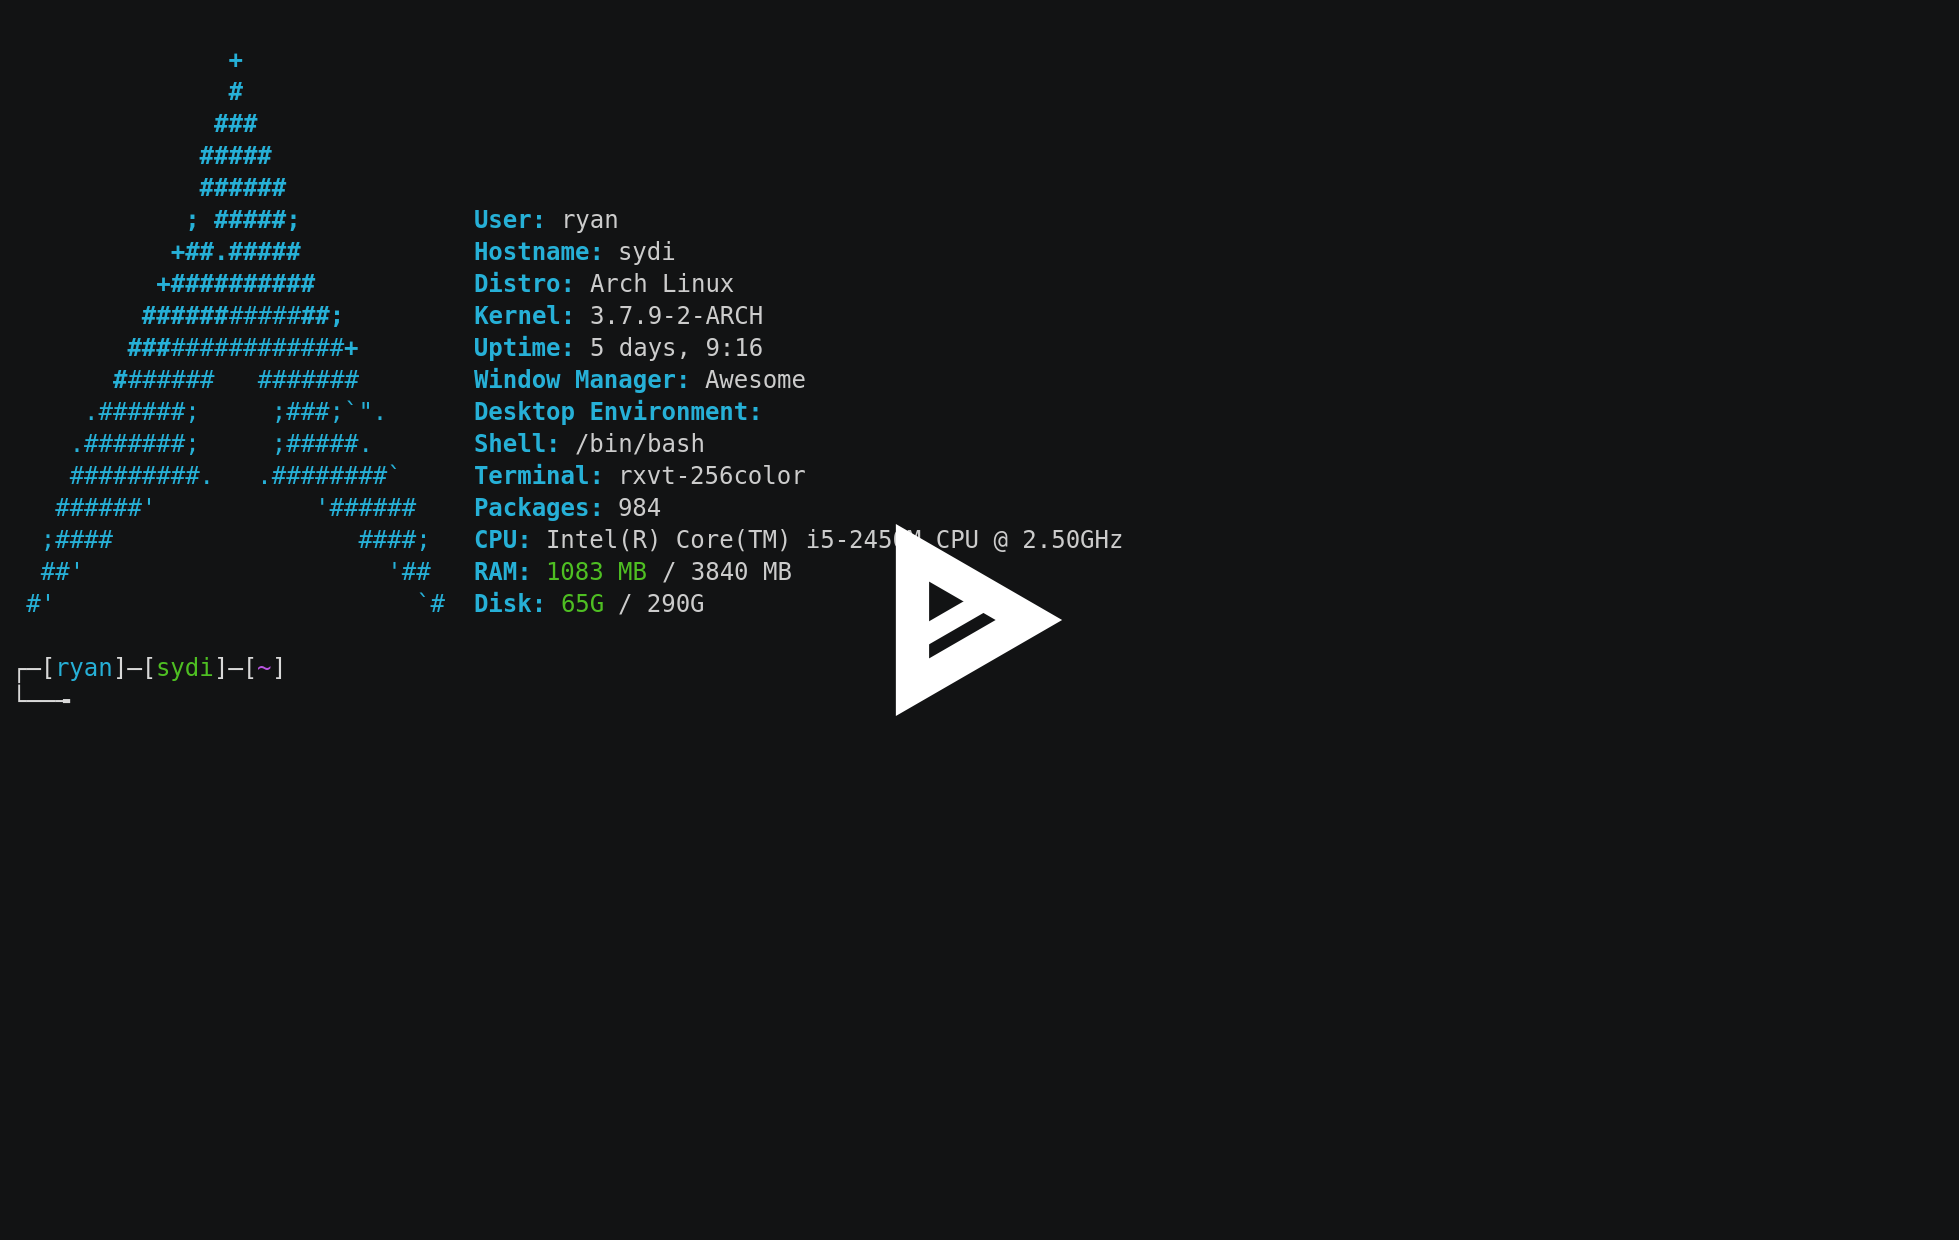 +
#
###
#####
######
; #####;
+##.#####
+##########
#############;
###############+
####### #######
.######; ;###;`".
.#######; ;#####.
#########. .########`
######' '######
;#### ####;
##' '##
#' `#
User: ryan
Hostname: sydi
Distro: Arch Linux
Kernel: 3.7.9-2-ARCH
Uptime: 5 days, 9:16
Window Manager: Awesome
Desktop Environment:
Shell: /bin/bash
Terminal: rxvt-256color
Packages: 984
CPU: Intel(R) Core(TM) i5-2450M CPU @ 2.50GHz
RAM: 1083 MB / 3840 MB
Disk: 65G / 290G
┌─[ryan]─[sydi]─[~]
└──╼